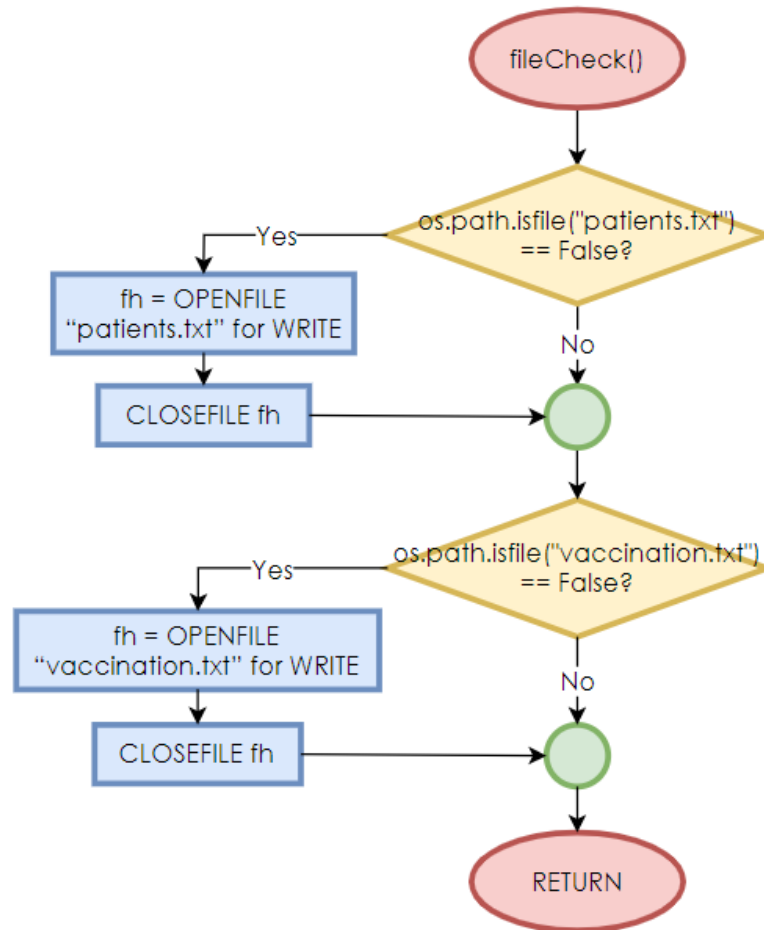 fileCheck()
os.path.isfile("patients.txt")
== False?
Yes
fh = OPENFILE
“patients.txt” for WRITE
No
CLOSEFILE fh
os.path.isfile("vaccination.txt")
== False?
Yes
fh = OPENFILE
“vaccination.txt” for WRITE
No
CLOSEFILE fh
RETURN